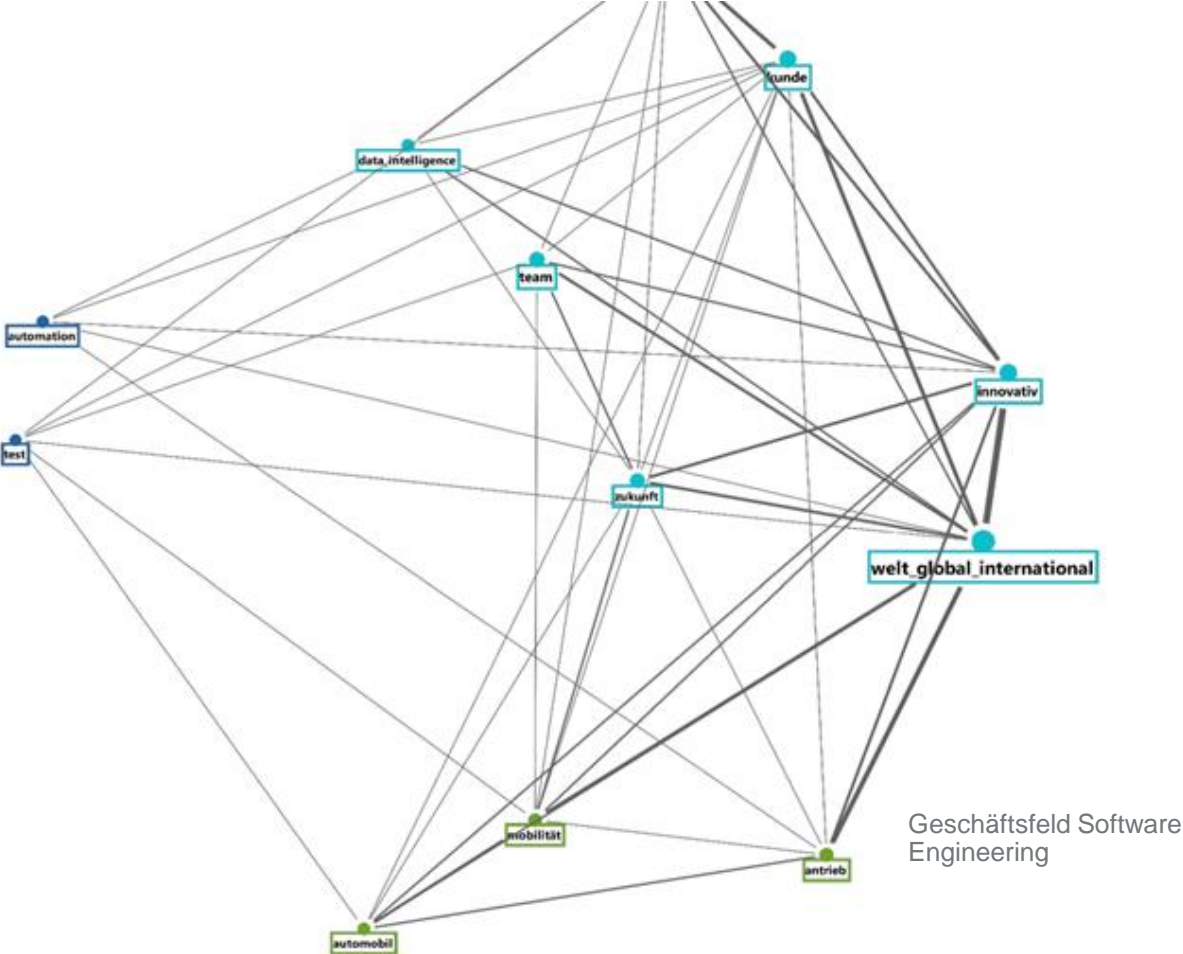 kunde
data_intelligence
team
automation
innovativ
test
zukunft
welt_global_international
mobilität
Geschäftsfeld Software
Engineering
antrieb
automobil